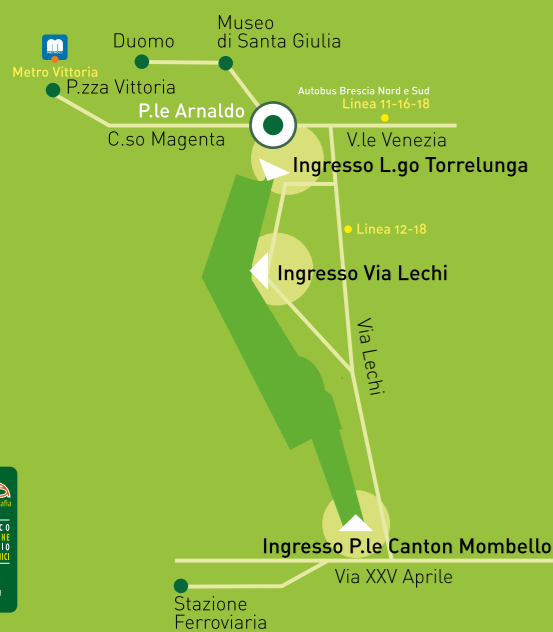 Museo
di Santa Giulia
Duomo
Metro Vittoria
P.zza Vittoria
Autobus Brescia Nord e Sud
Linea 11-16-18
P.le Arnaldo
C.so Magenta
V.le Venezia
Ingresso L.go Torrelunga
Linea 12-18
Ingresso Via Lechi
Via Lechi
Ingresso P.le Canton Mombello
Via XXV Aprile
Stazione
Ferroviaria